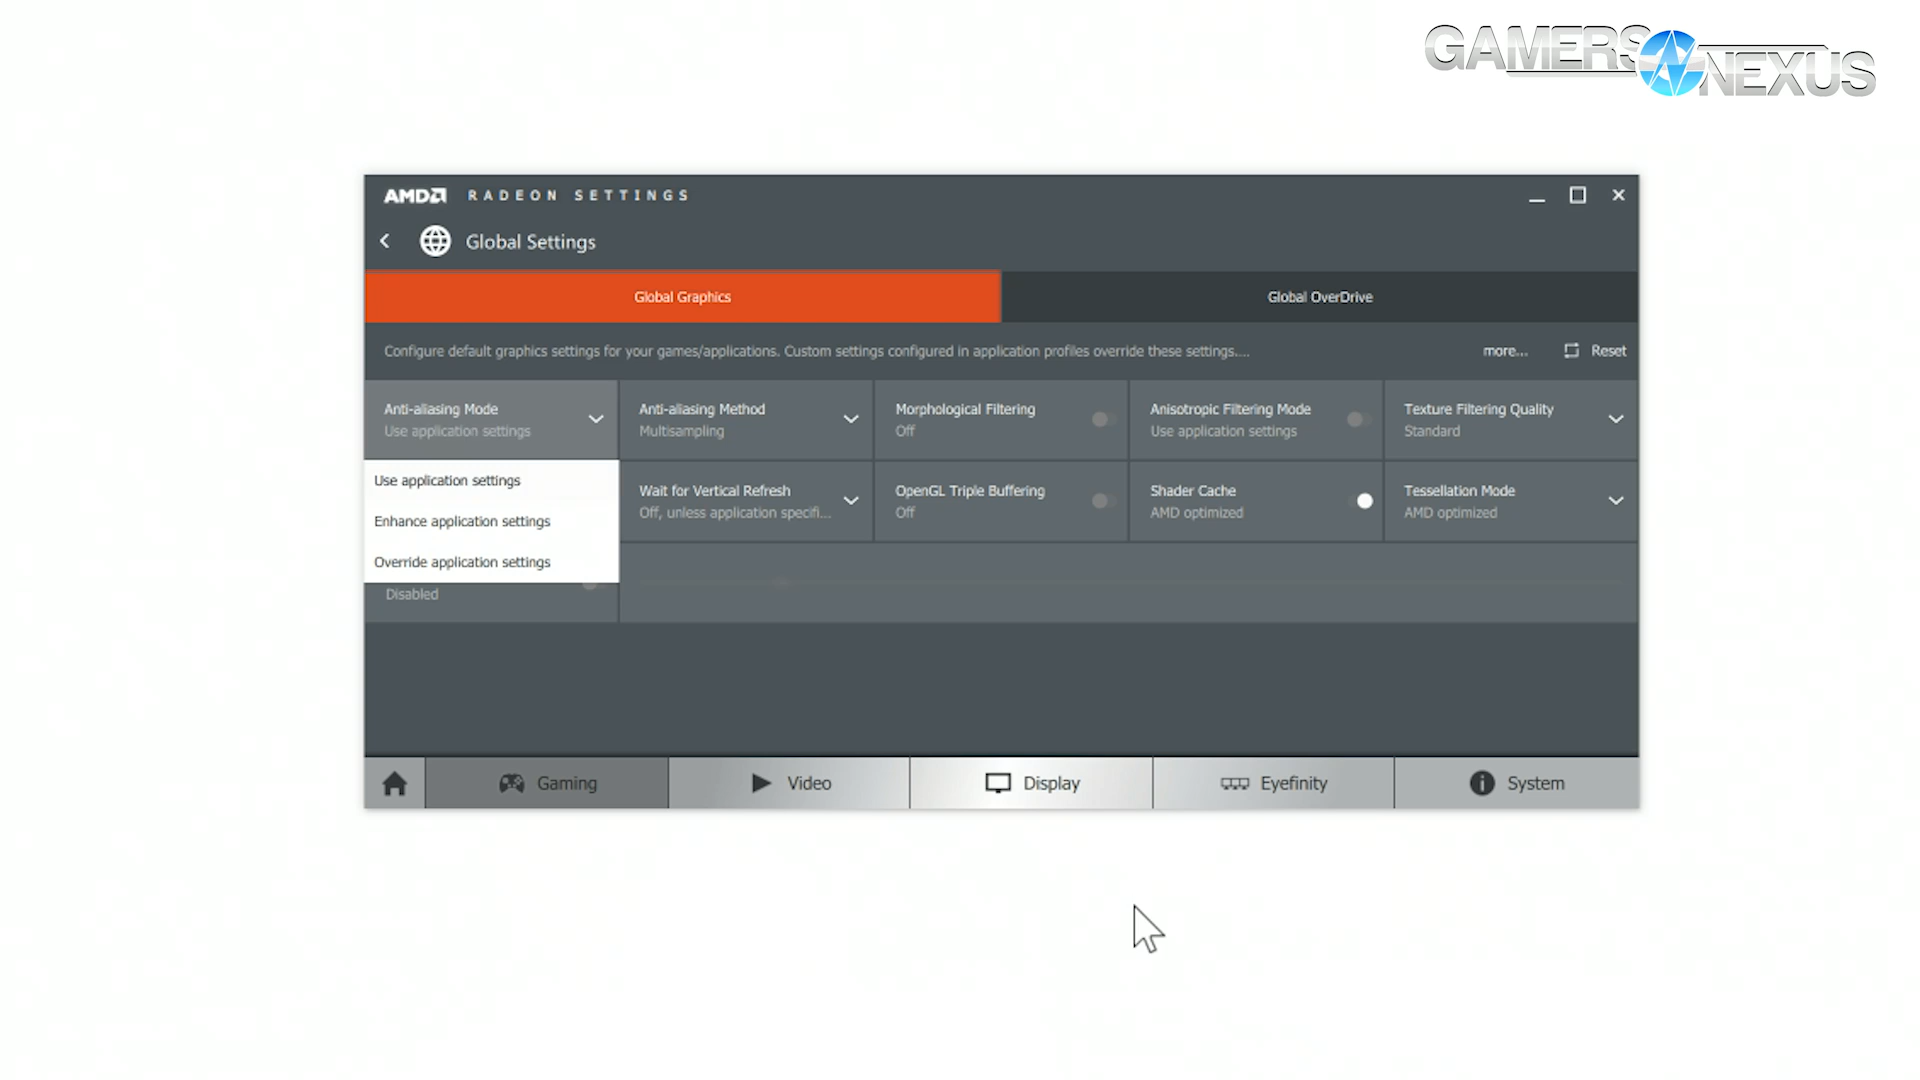 GAMERS NEXUS
AMD RADEON SETTINGS
Global Settings
Global Graphics
Global OverDrive
Configure default graphics settings for your games/applications. Custom settings configured in application profiles override these settings....
more...
Reset
Anti-aliasing Mode
Use application settings
Anti-aliasing Method
Multisampling
Morphological Filtering
Off
Anisotropic Filtering Mode
Use application settings
Texture Filtering Quality
Standard
Use application settings
Enhance application settings
Override application settings
Wait for Vertical Refresh
Off, unless application specifi...
OpenGL Triple Buffering
Off
Shader Cache
AMD optimized
Tessellation Mode
AMD optimized
Disabled
Gaming
Video
Display
Eyefinity
System